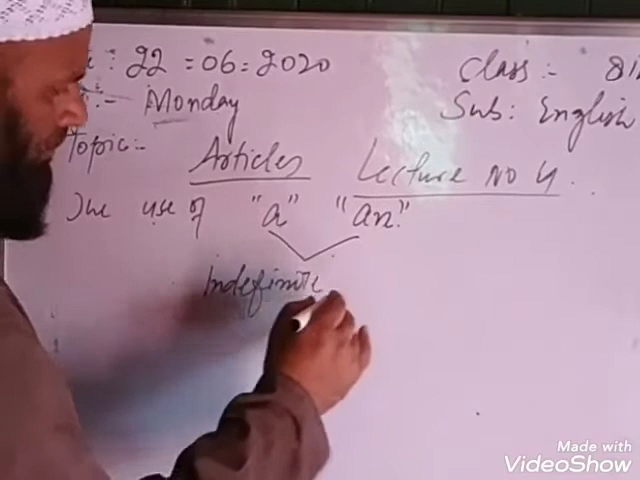 : 22 = 06 = 2020 Class :- 8th
:- Monday Sub : English
Topic :- Articles Lecture No 4.
The use of "a" "an"
Indefinite
Made with
VideoShow